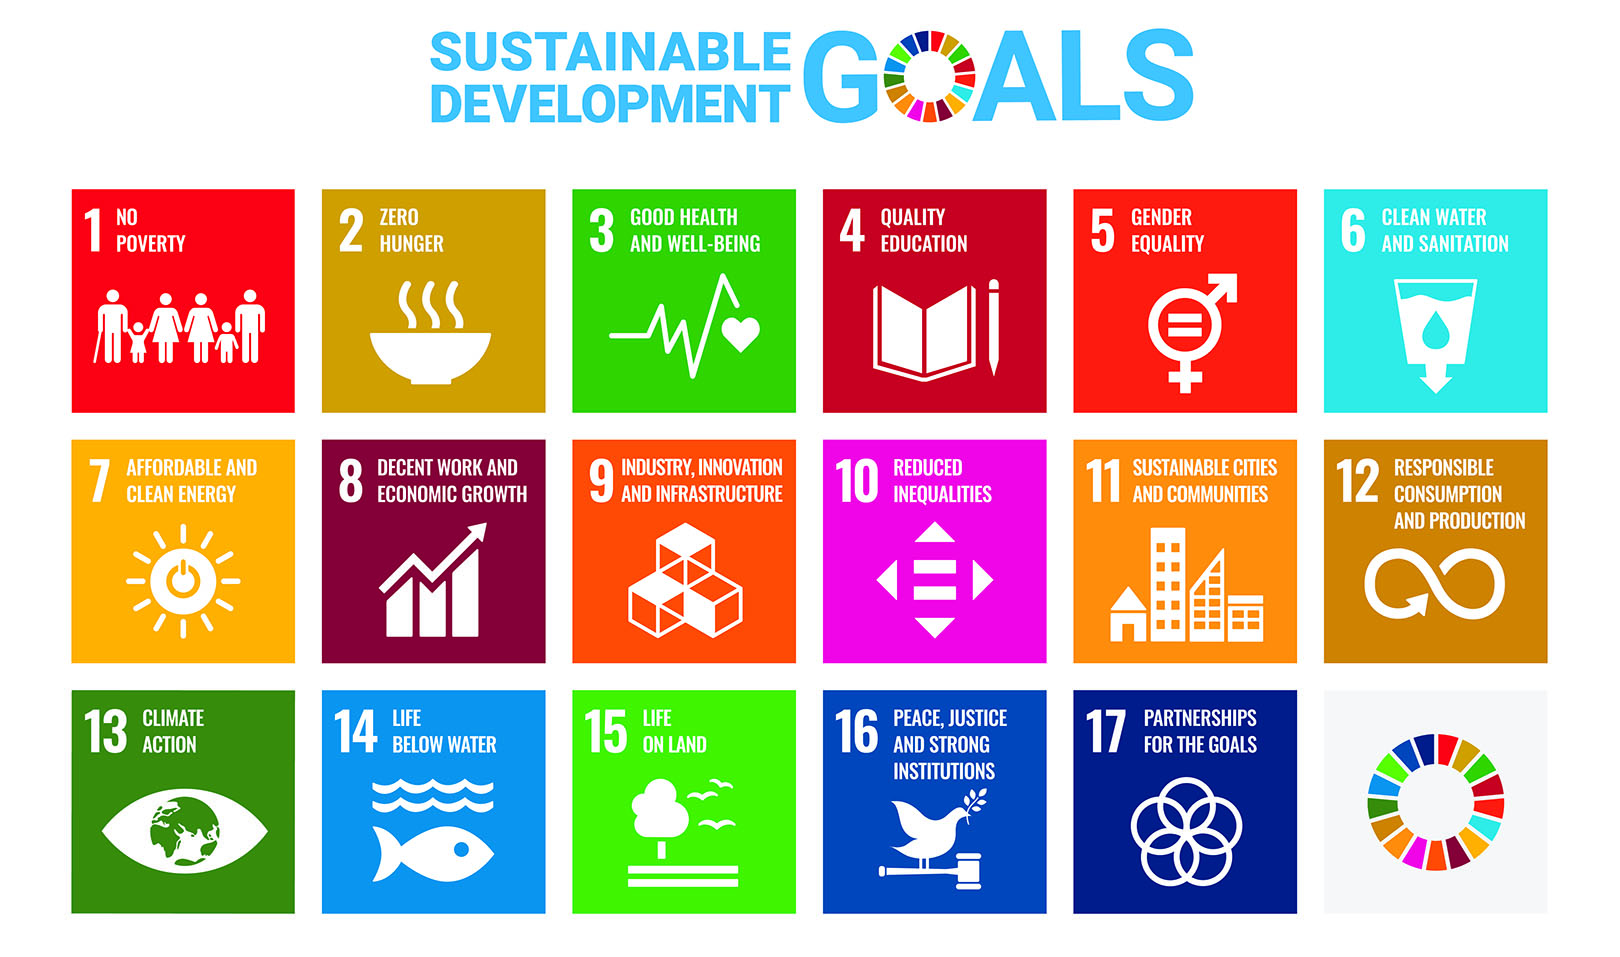 SUSTAINABLE
DEVELOPMENT
GOALS
1 NO
POVERTY
2 ZERO
HUNGER
3 GOOD HEALTH
AND WELL-BEING
4 QUALITY
EDUCATION
5 GENDER
EQUALITY
6 CLEAN WATER
AND SANITATION
7 AFFORDABLE AND
CLEAN ENERGY
8 DECENT WORK AND
ECONOMIC GROWTH
9 INDUSTRY, INNOVATION
AND INFRASTRUCTURE
10 REDUCED
INEQUALITIES
11 SUSTAINABLE CITIES
AND COMMUNITIES
12 RESPONSIBLE
CONSUMPTION
AND PRODUCTION
13 CLIMATE
ACTION
14 LIFE
BELOW WATER
15 LIFE
ON LAND
16 PEACE, JUSTICE
AND STRONG
INSTITUTIONS
17 PARTNERSHIPS
FOR THE GOALS